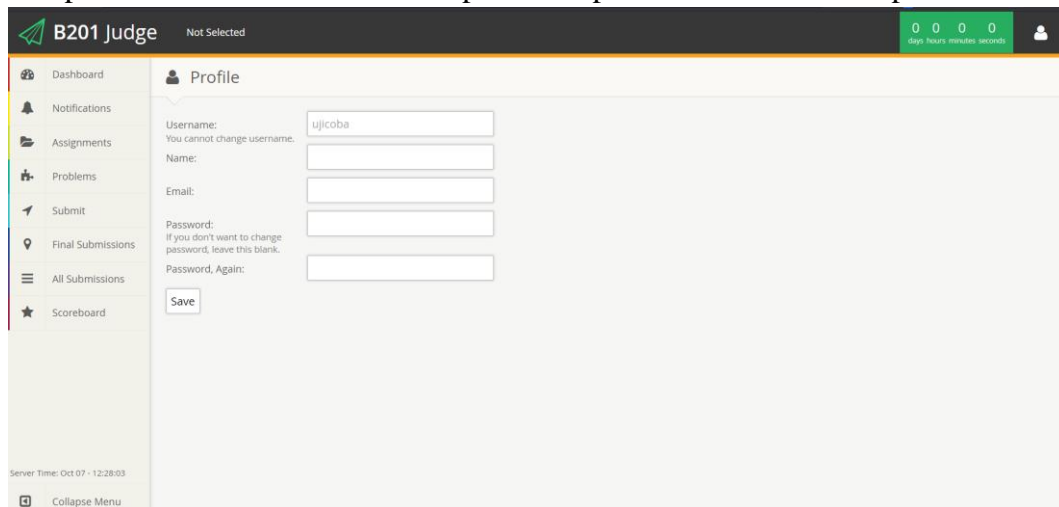 B201 Judge
Not Selected
0 0 0 0
days hours minutes seconds
Dashboard
Notifications
Assignments
Problems
Submit
Final Submissions
All Submissions
Scoreboard
Server Time: Oct 07 - 12:28:03
Collapse Menu
Profile
Username:
ujicoba
You cannot change username.
Name:
Email:
Password:
If you don't want to change
password, leave this blank.
Password, Again:
Save